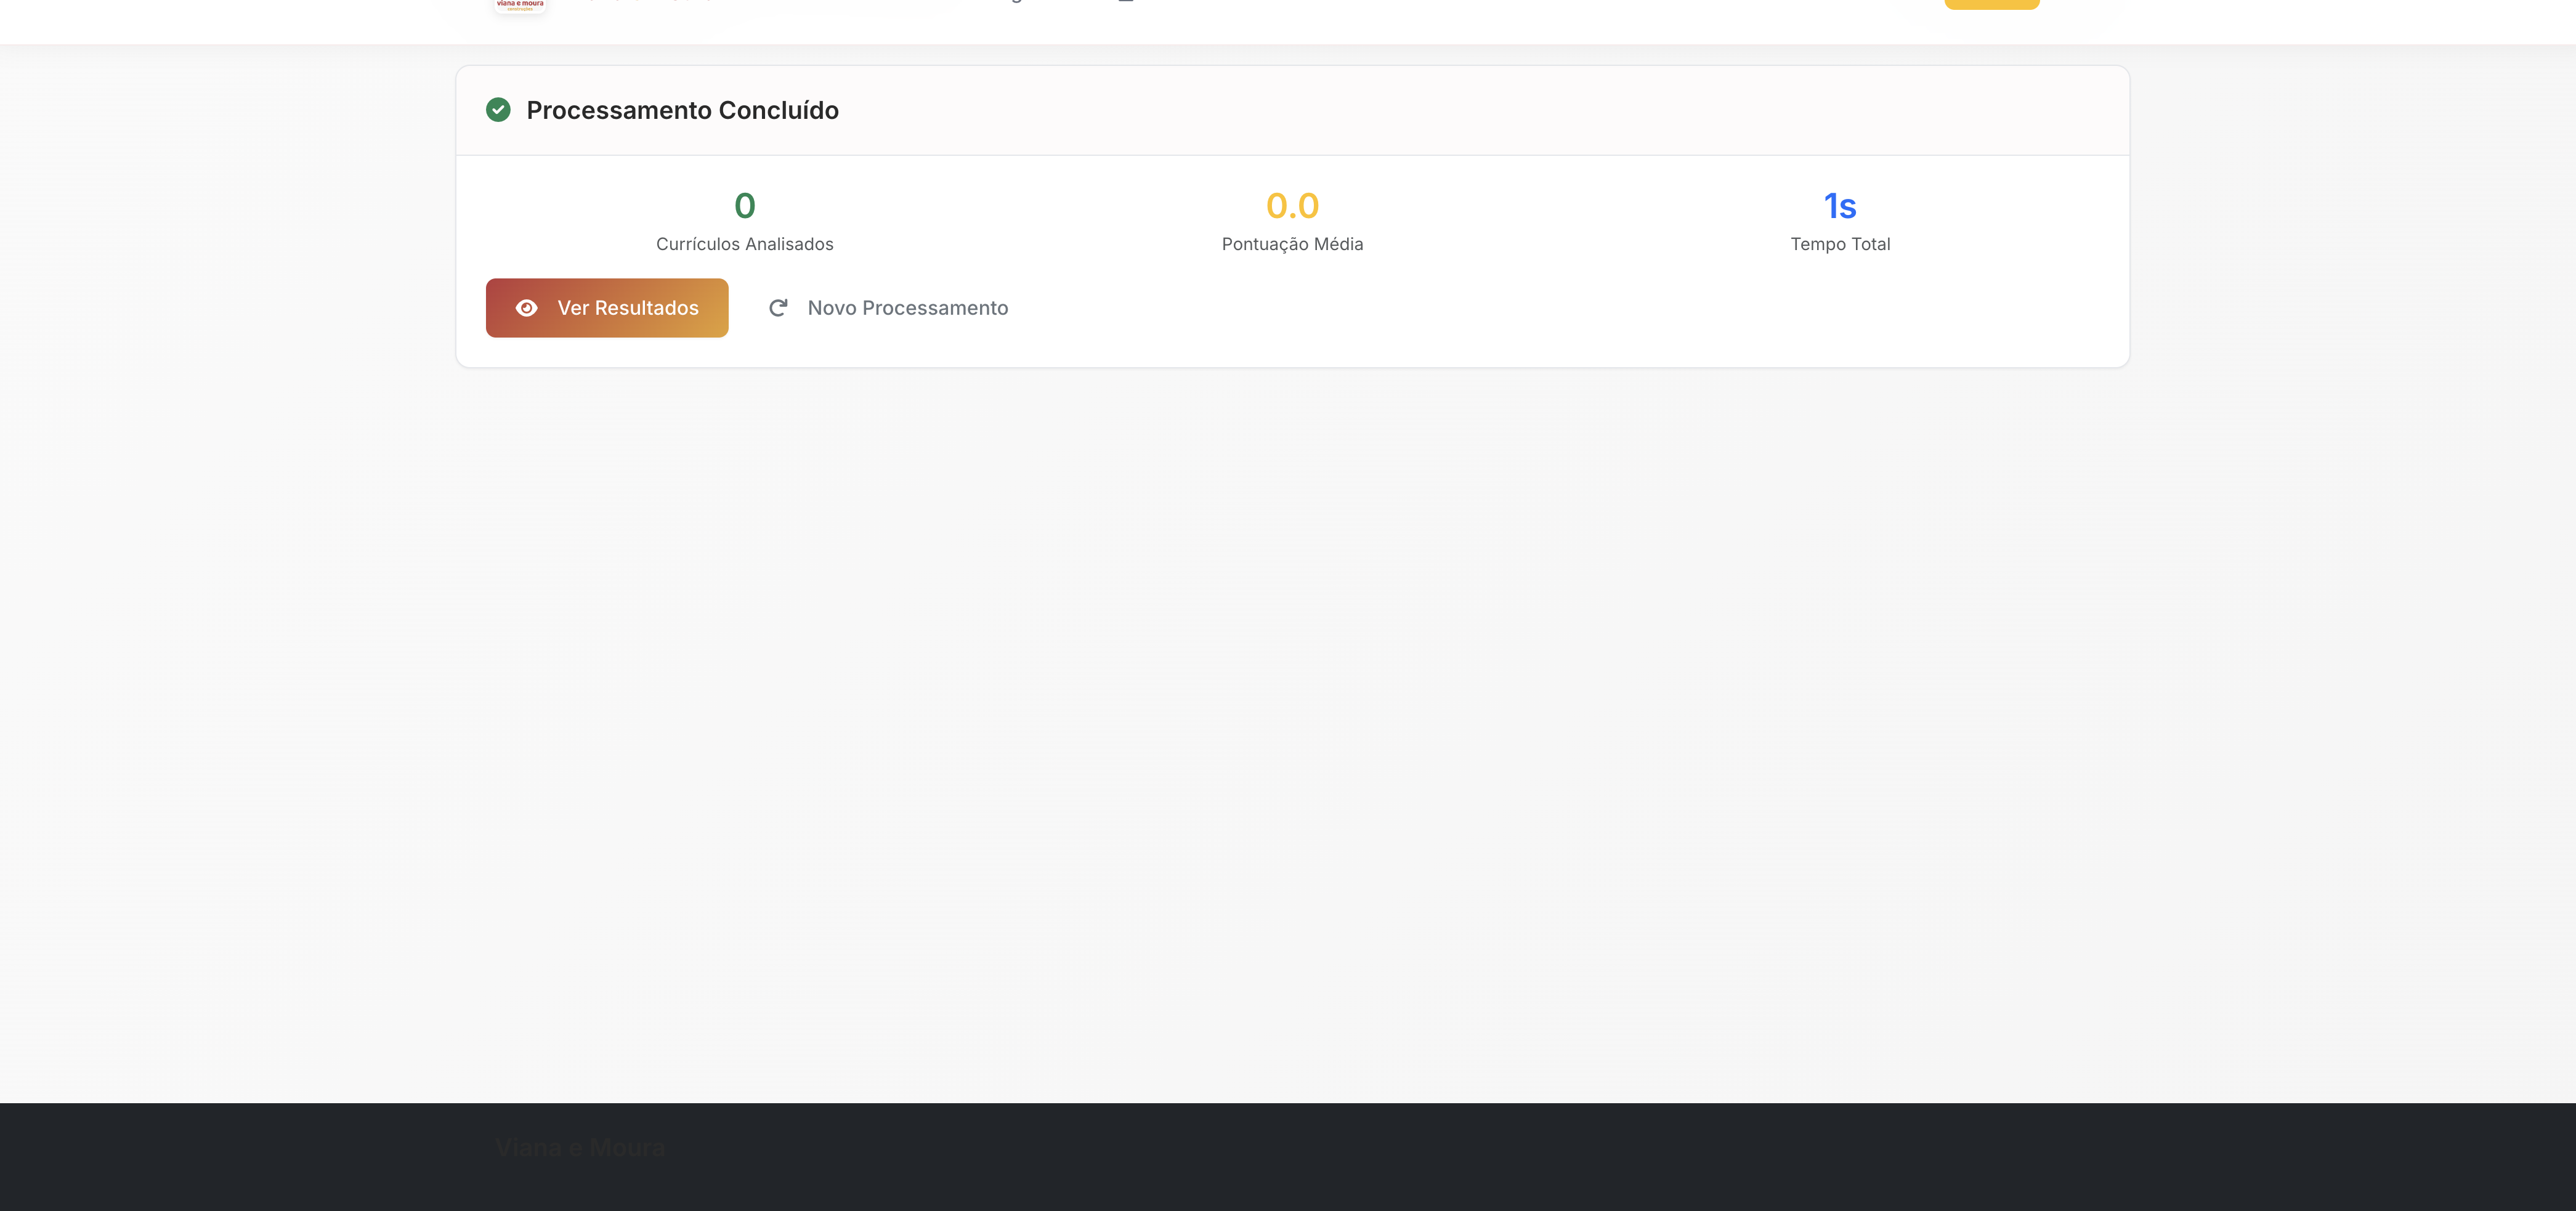 viana e moura
construções
Processamento Concluído
0
Currículos Analisados
0.0
Pontuação Média
1s
Tempo Total
Ver Resultados
Novo Processamento
Viana e Moura